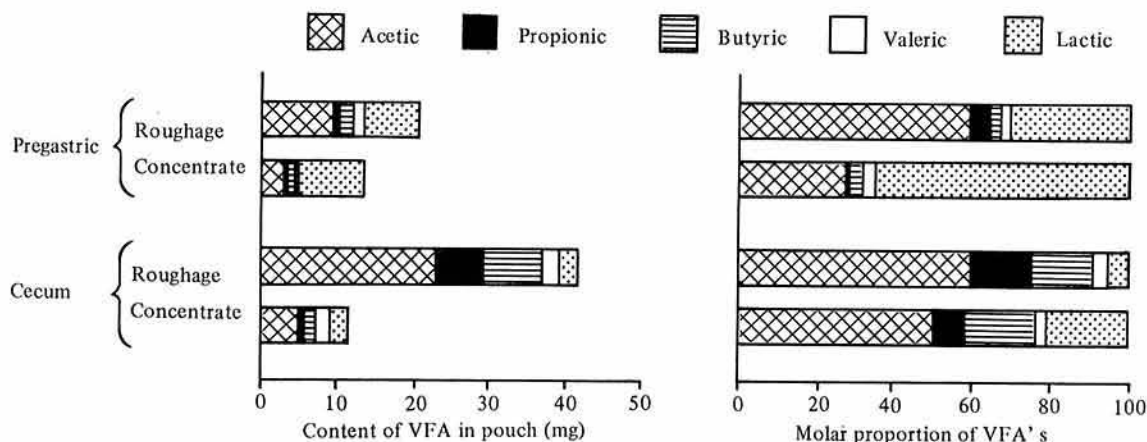 Acetic Propionic Butyric Valeric Lactic
Pregastric
Roughage
Concentrate
Cecum
Roughage
Concentrate
0 10 20 30 40 50
Content of VFA in pouch (mg)
0 20 40 60 80 100
Molar proportion of VFA' s